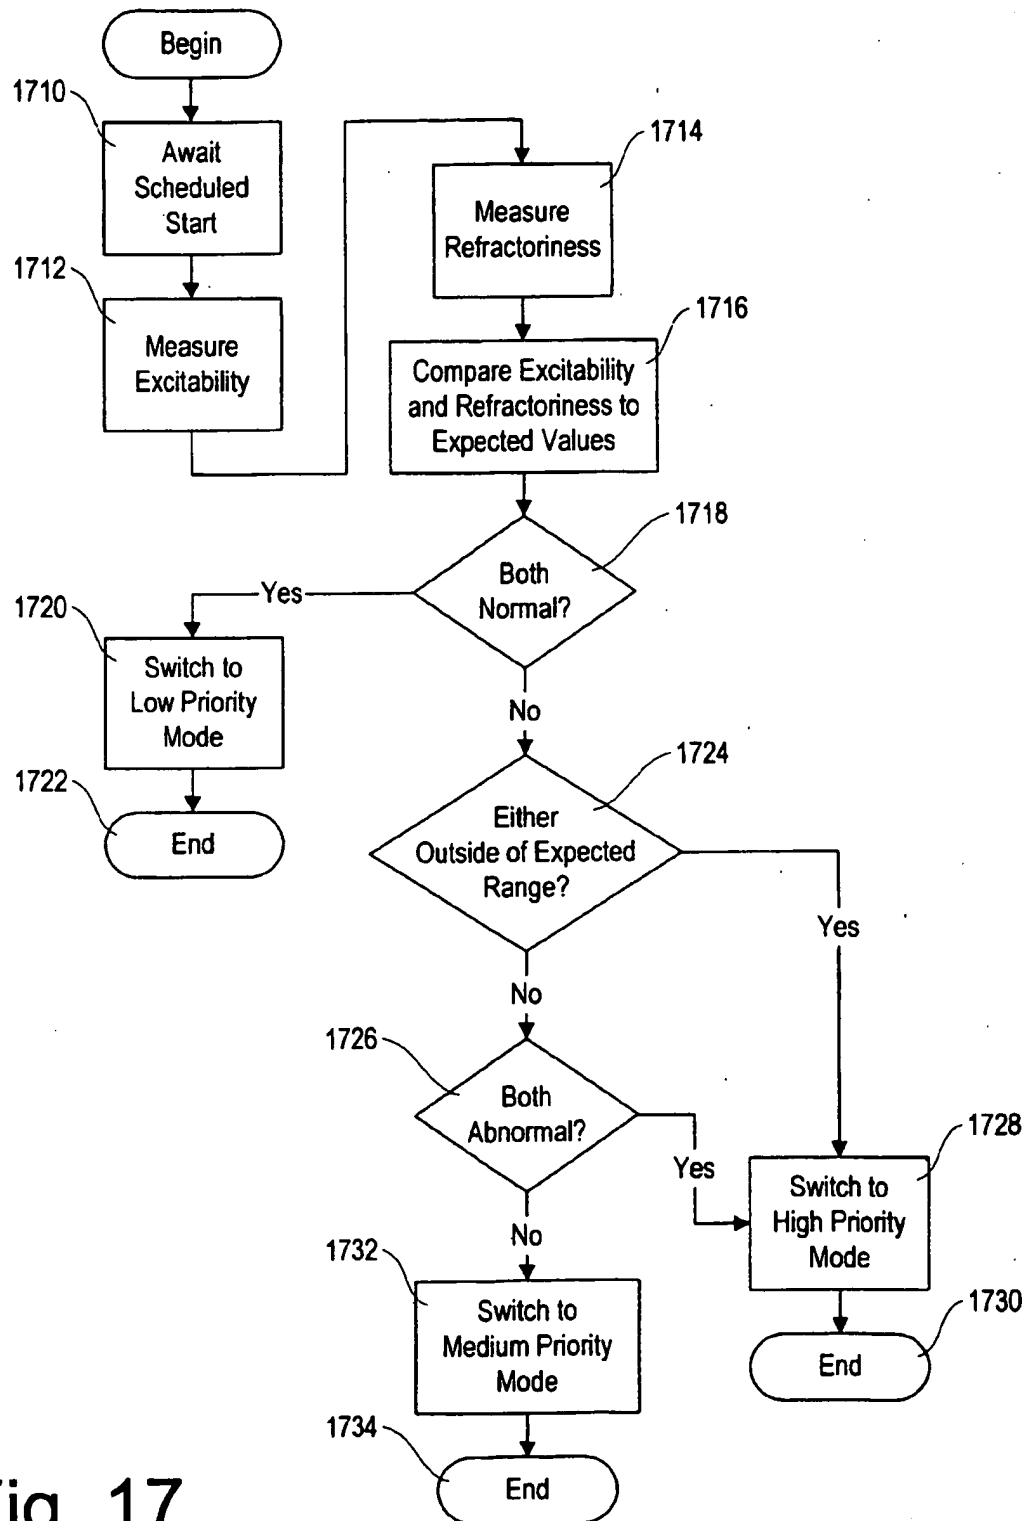 Begin
1710
Await
Scheduled
Start
1712
Measure
Excitability
1714
Measure
Refractoriness
1716
Compare Excitability
and Refractoriness to
Expected Values
1718
Both
Normal?
Yes
1720
Switch to
Low Priority
Mode
1722
End
No
1724
Either
Outside of Expected
Range?
Yes
No
1726
Both
Abnormal?
Yes
1728
Switch to
High Priority
Mode
1730
End
No
1732
Switch to
Medium Priority
Mode
1734
End
Fig. 17